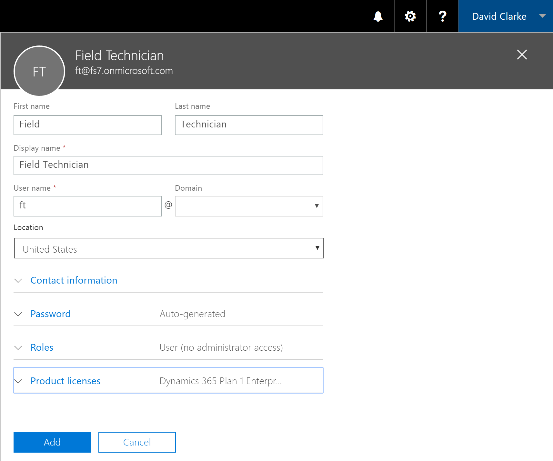 David Clarke
FT
Field Technician
ft@fs7.onmicrosoft.com
First name Last name
Field Technician
Display name *
Field Technician
User name * Domain
ft @
Location
United States
Contact information
Password Auto-generated
Roles User (no administrator access)
Product licenses Dynamics 365 Plan 1 Enterpr...
Add Cancel